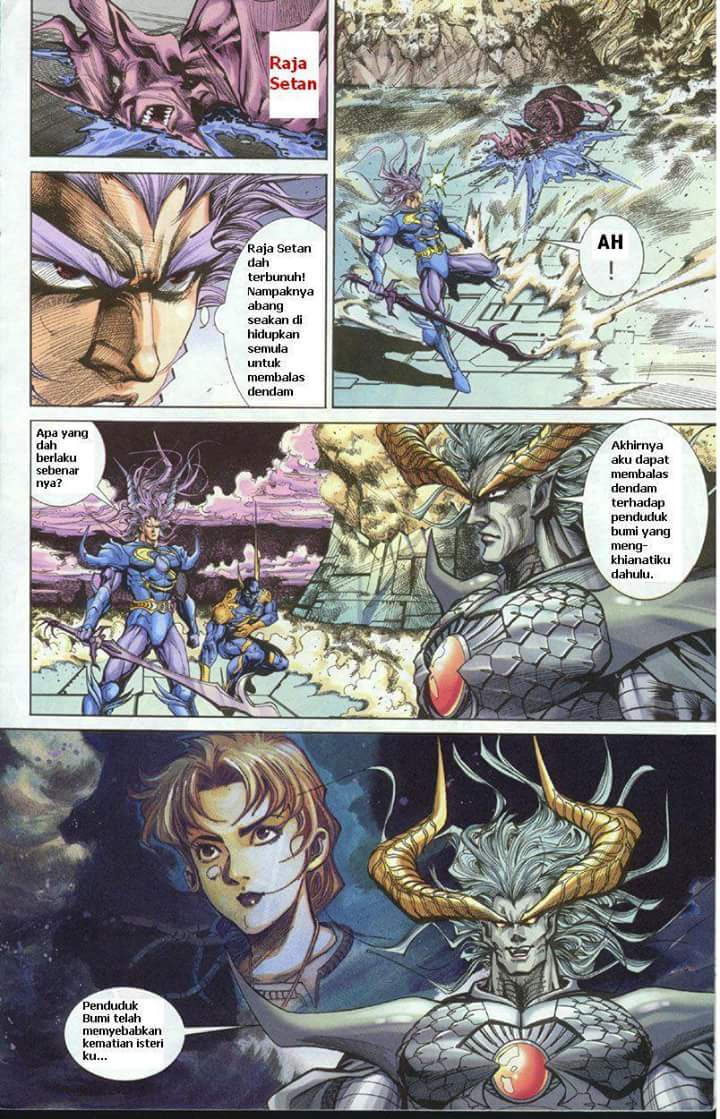 Raja
Setan
AH
!
Raja Setan
dah
terbunuh!
Nampaknya
abang
seakan di
hidupkan
semula
untuk
membalas
dendam
Apa yang
dah
berlaku
sebenar
nya?
Akhirnya
aku dapat
membalas
dendam
terhadap
penduduk
bumi yang
meng-
khianatiku
dahulu.
Penduduk
Bumi telah
memyebabkan
kematian isteri
ku...